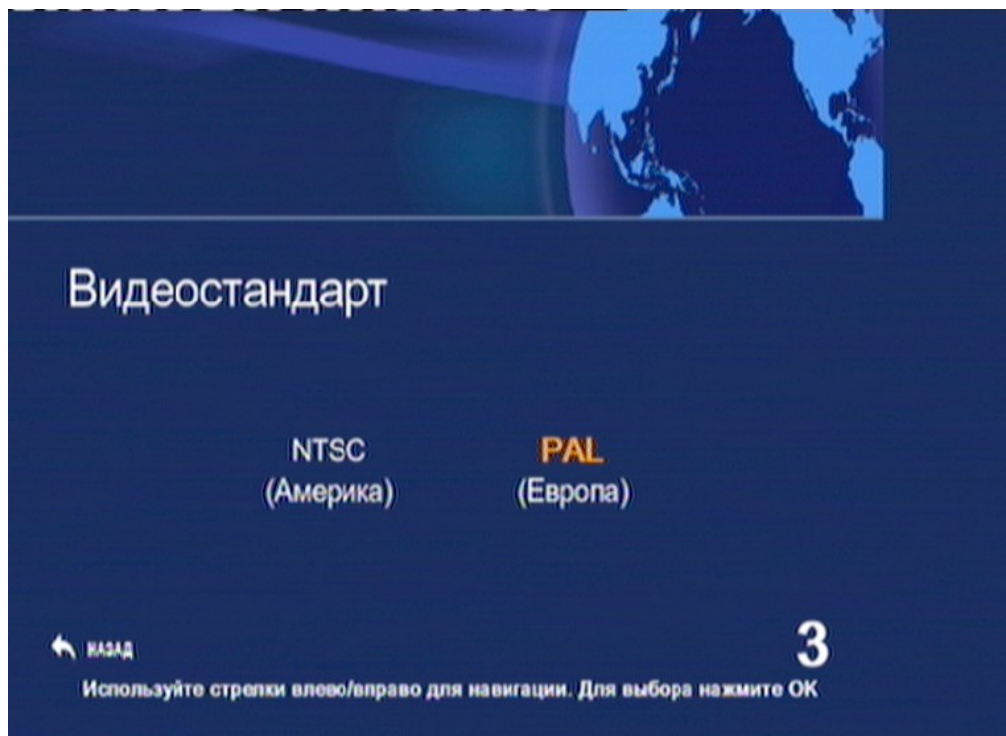 Видеостандарт
NTSC PAL
(Америка) (Европа)
НАЗАД
3
Используйте стрелки влево/вправо для навигации. Для выбора нажмите ОК